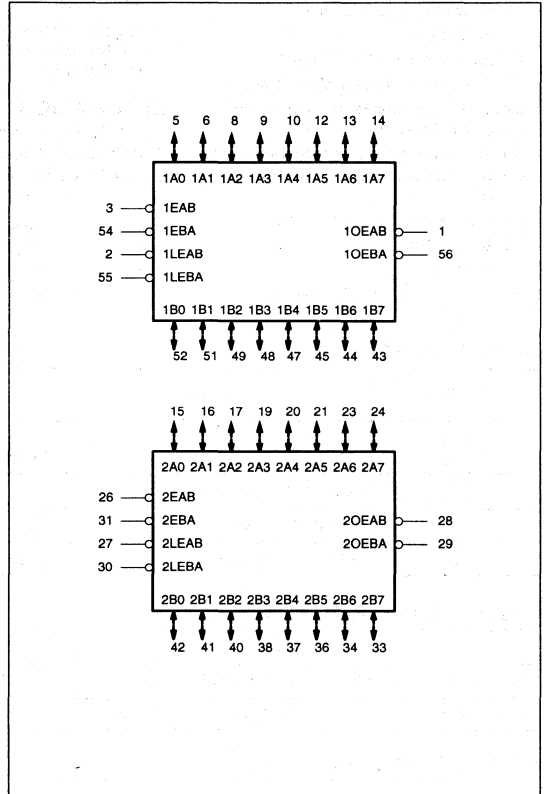 5 6 8 9 10 12 13 14
1A0 1A1 1A2 1A3 1A4 1A5 1A6 1A7
3 1EAB
54 1EBA 1OEAB 1
2 1LEAB 1OEBA 56
55 1LEBA
1B0 1B1 1B2 1B3 1B4 1B5 1B6 1B7
52 51 49 48 47 45 44 43
15 16 17 19 20 21 23 24
2A0 2A1 2A2 2A3 2A4 2A5 2A6 2A7
26 2EAB
31 2EBA 2OEAB 28
27 2LEAB 2OEBA 29
30 2LEBA
2B0 2B1 2B2 2B3 2B4 2B5 2B6 2B7
42 41 40 38 37 36 34 33